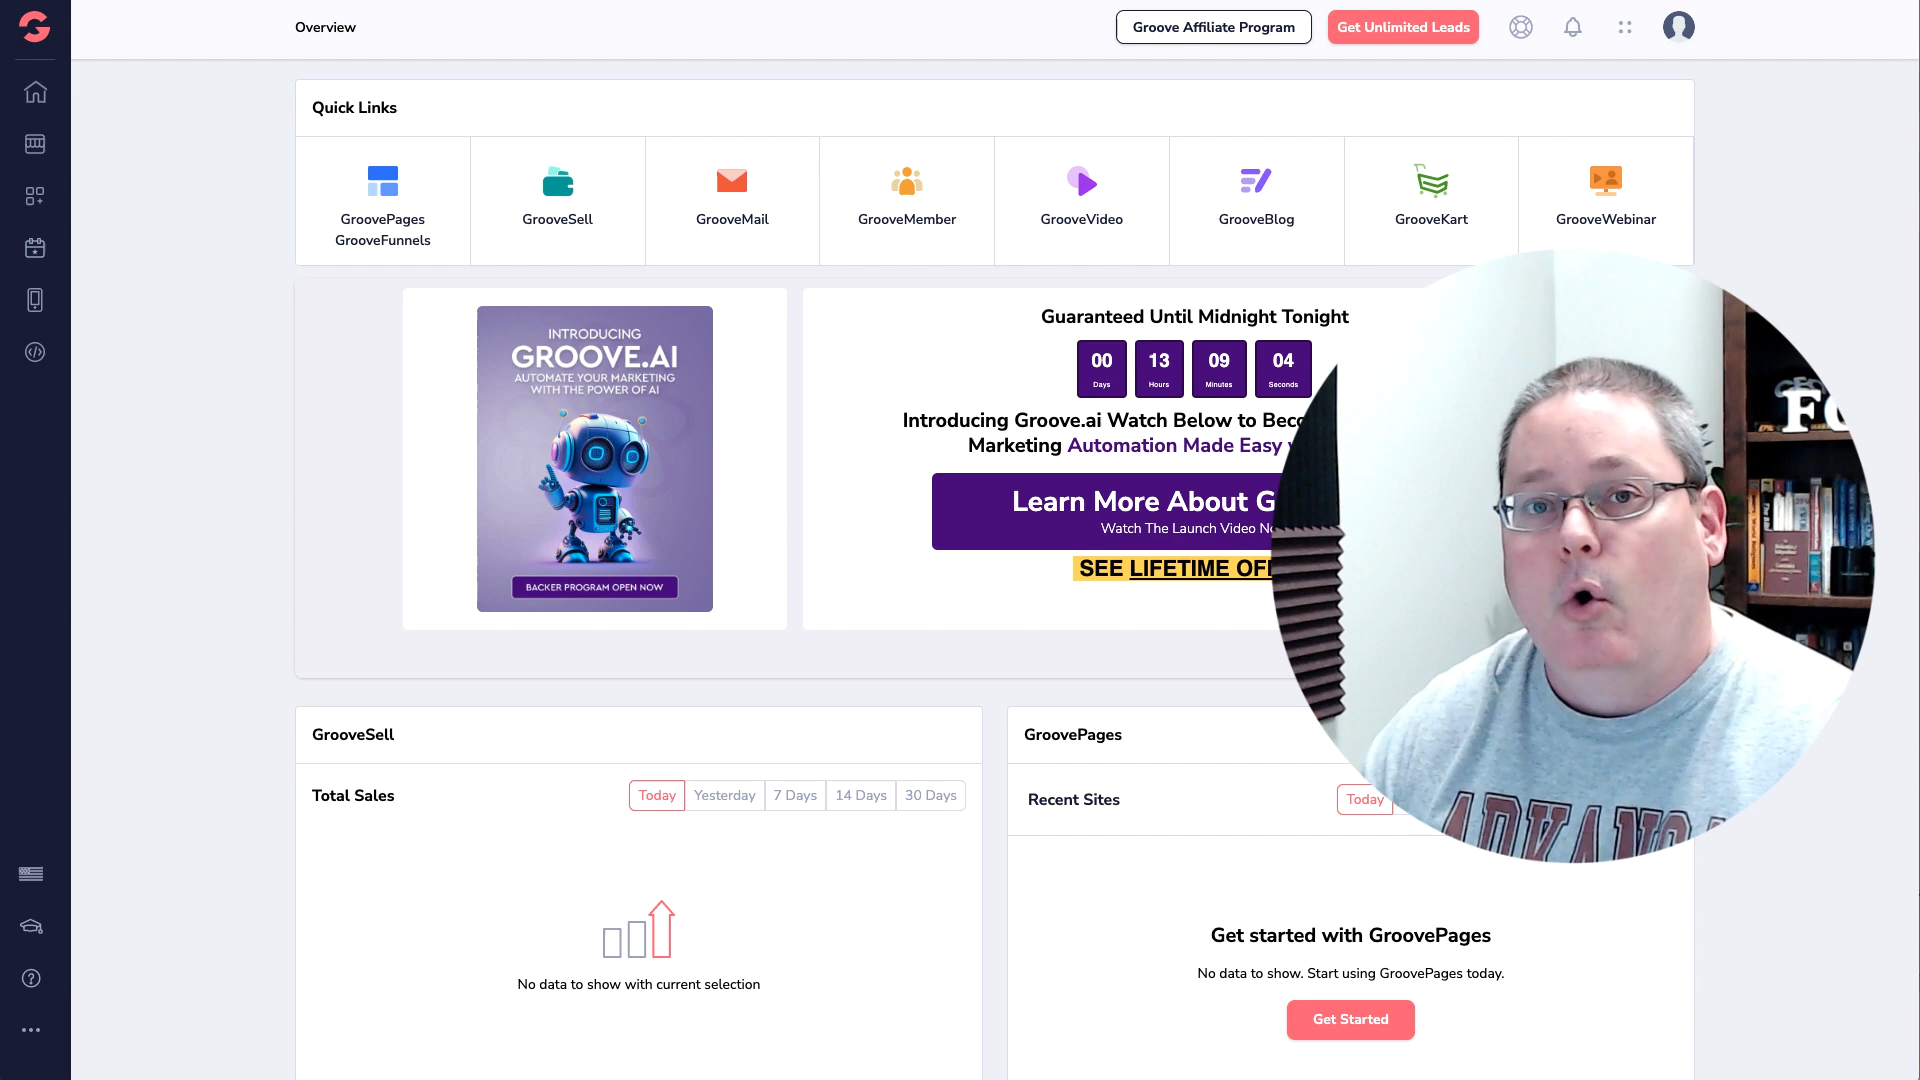 Overview
Groove Affiliate Program
Get Unlimited Leads
Quick Links
GroovePages
GrooveFunnels
GrooveSell
GrooveMail
GrooveMember
GrooveVideo
GrooveBlog
GrooveKart
GrooveWebinar
INTRODUCING
GROOVE.AI
AUTOMATE YOUR MARKETING
WITH THE POWER OF AI
BACKER PROGRAM OPEN NOW
Guaranteed Until Midnight Tonight
00 13 09 04
Days Hours Minutes Seconds
Introducing Groove.ai Watch Below to Beco
Marketing Automation Made Easy
Learn More About G
Watch The Launch Video No
SEE LIFETIME OF
GrooveSell
Total Sales
Today Yesterday 7 Days 14 Days 30 Days
No data to show with current selection
GroovePages
Recent Sites
Today
Get started with GroovePages
No data to show. Start using GroovePages today.
Get Started
ARKANS